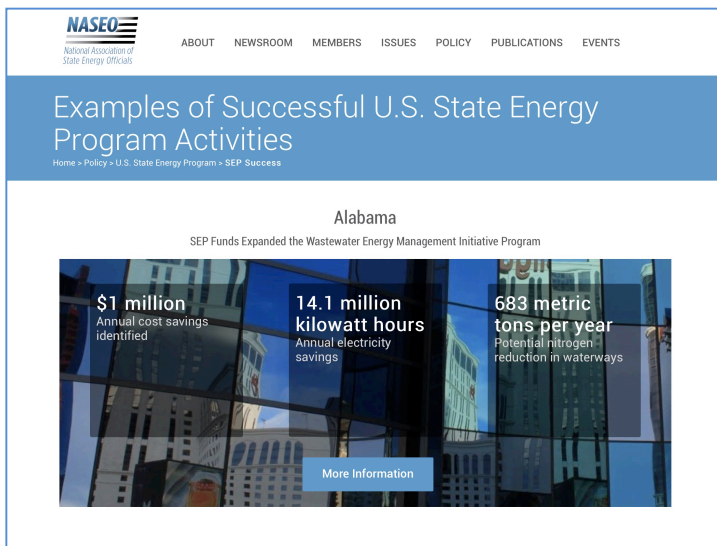 NASEO
National Association of
State Energy Officials
ABOUT NEWSROOM MEMBERS ISSUES POLICY PUBLICATIONS EVENTS
Examples of Successful U.S. State Energy
Program Activities
Home > Policy > U.S. State Energy Program > SEP Success
Alabama
SEP Funds Expanded the Wastewater Energy Management Initiative Program
$1 million
Annual cost savings
identified
14.1 million
kilowatt hours
Annual electricity
savings
683 metric
tons per year
Potential nitrogen
reduction in waterways
More Information